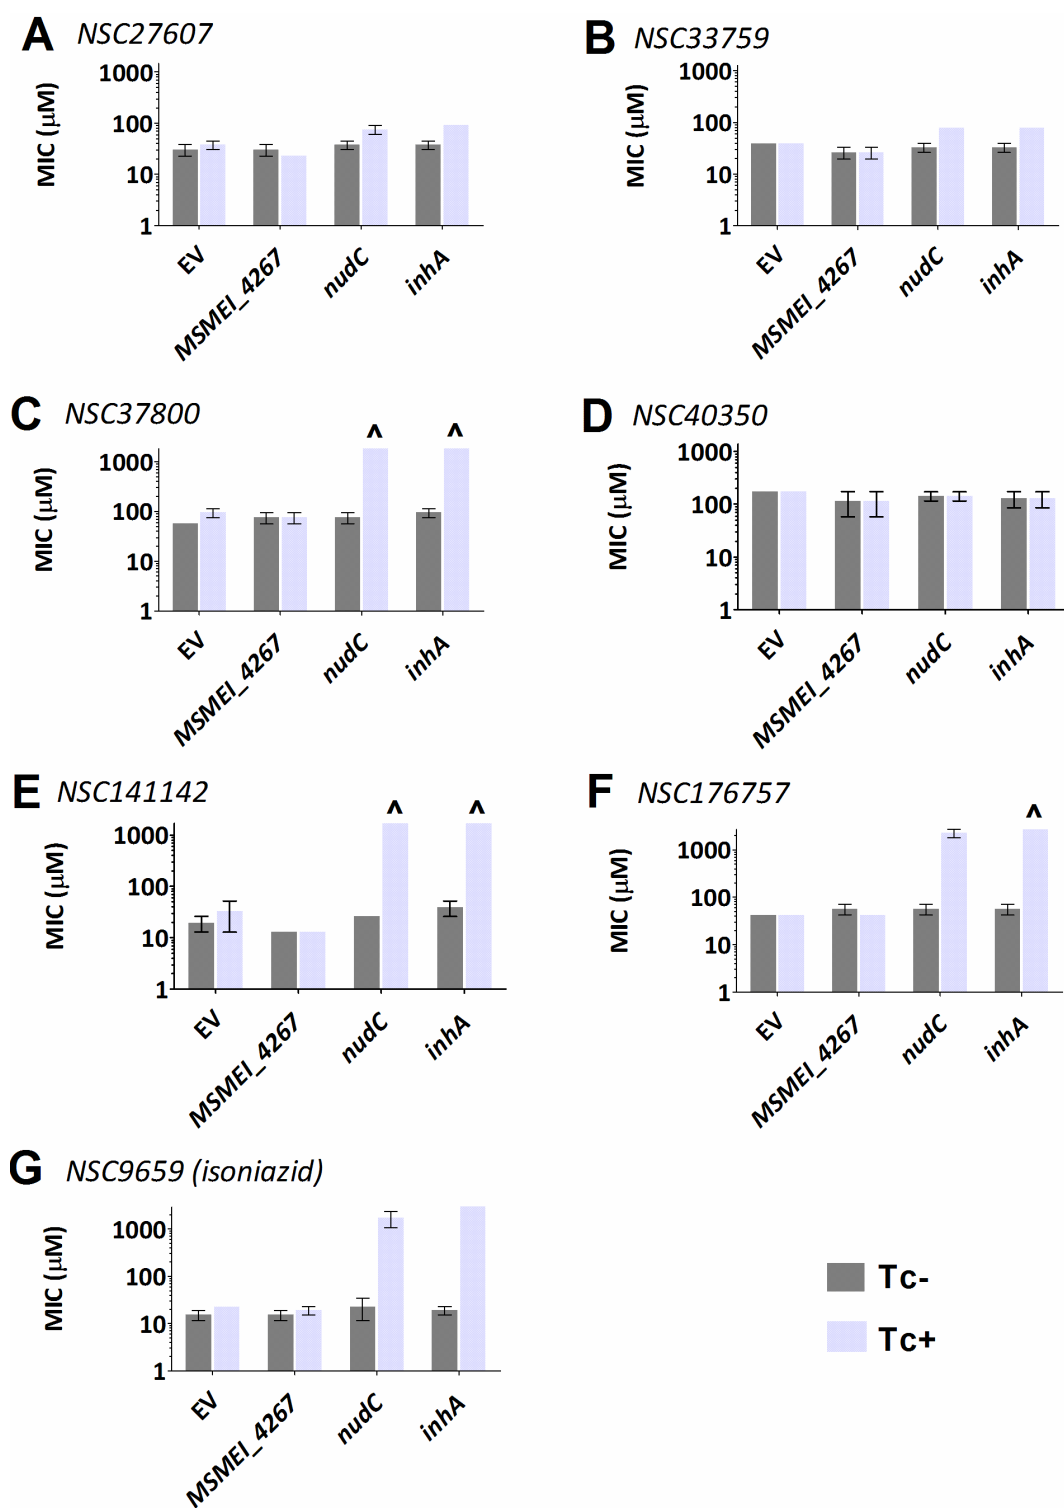 A NSC27607
MIC (µM)
1000
100
10
1
EV
MSMEI_4267
nudC
inhA
B NSC33759
MIC (µM)
1000
100
10
1
EV
MSMEI_4267
nudC
inhA
C NSC37800
^ ^
MIC (µM)
1000
100
10
1
EV
MSMEI_4267
nudC
inhA
D NSC40350
MIC (µM)
1000
100
10
1
EV
MSMEI_4267
nudC
inhA
E NSC141142
^ ^
MIC (µM)
1000
100
10
1
EV
MSMEI_4267
nudC
inhA
F NSC176757
^
MIC (µM)
1000
100
10
1
EV
MSMEI_4267
nudC
inhA
G NSC9659 (isoniazid)
MIC (µM)
1000
100
10
1
EV
MSMEI_4267
nudC
inhA
Tc-
Tc+